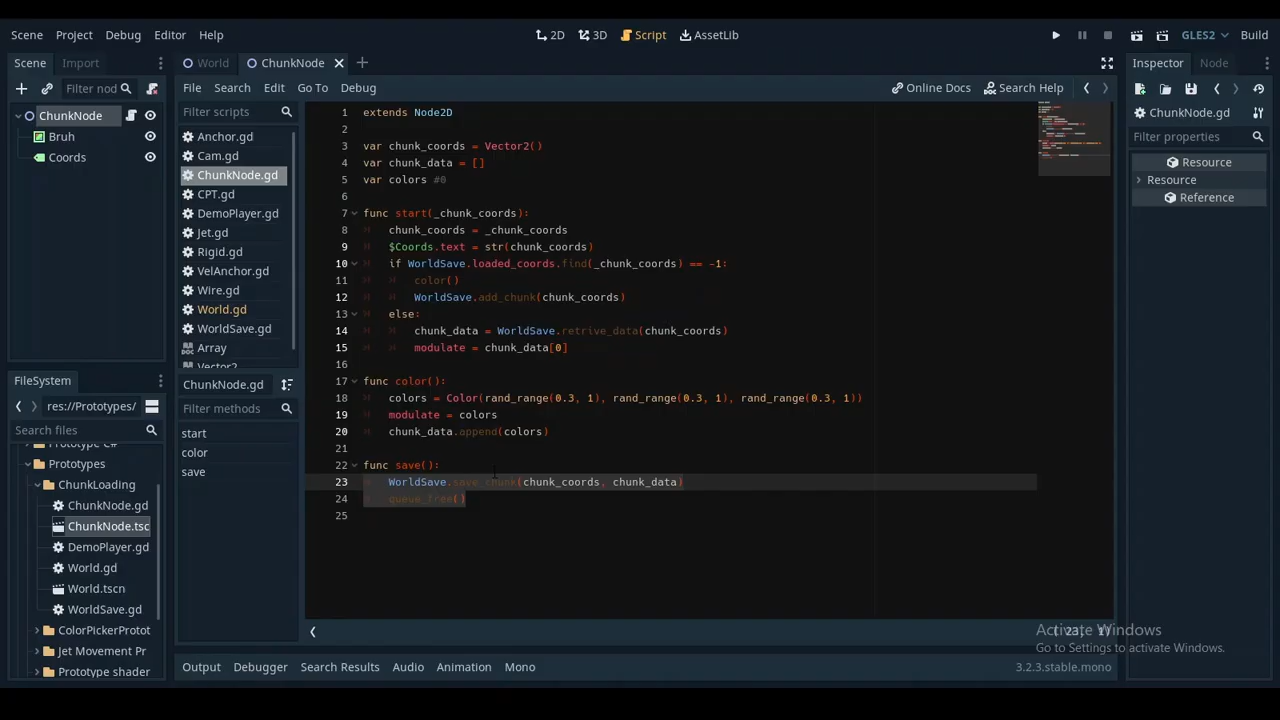 Scene Project Debug Editor Help 2D 3D Script AssetLib GLES2 Build
Scene Import
World ChunkNode
Inspector Node
Filter nod
File Search Edit Go To Debug Online Docs Search Help
ChunkNode
Bruh
Coords
Filter scripts
Anchor.gd
Cam.gd
ChunkNode.gd
CPT.gd
DemoPlayer.gd
Jet.gd
Rigid.gd
VelAnchor.gd
Wire.gd
World.gd
WorldSave.gd
Array
Vector2
ChunkNode.gd
Filter methods
start
color
save
1 extends Node2D
2
3 var chunk_coords = Vector2()
4 var chunk_data = []
5 var colors #0
6
7 func start(_chunk_coords):
8 chunk_coords = _chunk_coords
9 $Coords.text = str(chunk_coords)
10 if WorldSave.loaded_coords.find(_chunk_coords) == -1:
11 color()
12 WorldSave.add_chunk(chunk_coords)
13 else:
14 chunk_data = WorldSave.retrive_data(chunk_coords)
15 modulate = chunk_data[0]
16
17 func color():
18 colors = Color(rand_range(0.3, 1), rand_range(0.3, 1), rand_range(0.3, 1))
19 modulate = colors
20 chunk_data.append(colors)
21
22 func save():
23 WorldSave.save_chunk(chunk_coords, chunk_data)
24 queue_free()
25
ChunkNode.gd
Filter properties
Resource
Resource
Reference
FileSystem
res://Prototypes/
Search files
Prototype C#
Prototypes
ChunkLoading
ChunkNode.gd
ChunkNode.tsc
DemoPlayer.gd
World.gd
World.tscn
WorldSave.gd
ColorPickerProtot
Jet Movement Pr
Prototype shader
( 23, 1)
Output Debugger Search Results Audio Animation Mono 3.2.3.stable.mono
Activate Windows
Go to Settings to activate Windows.